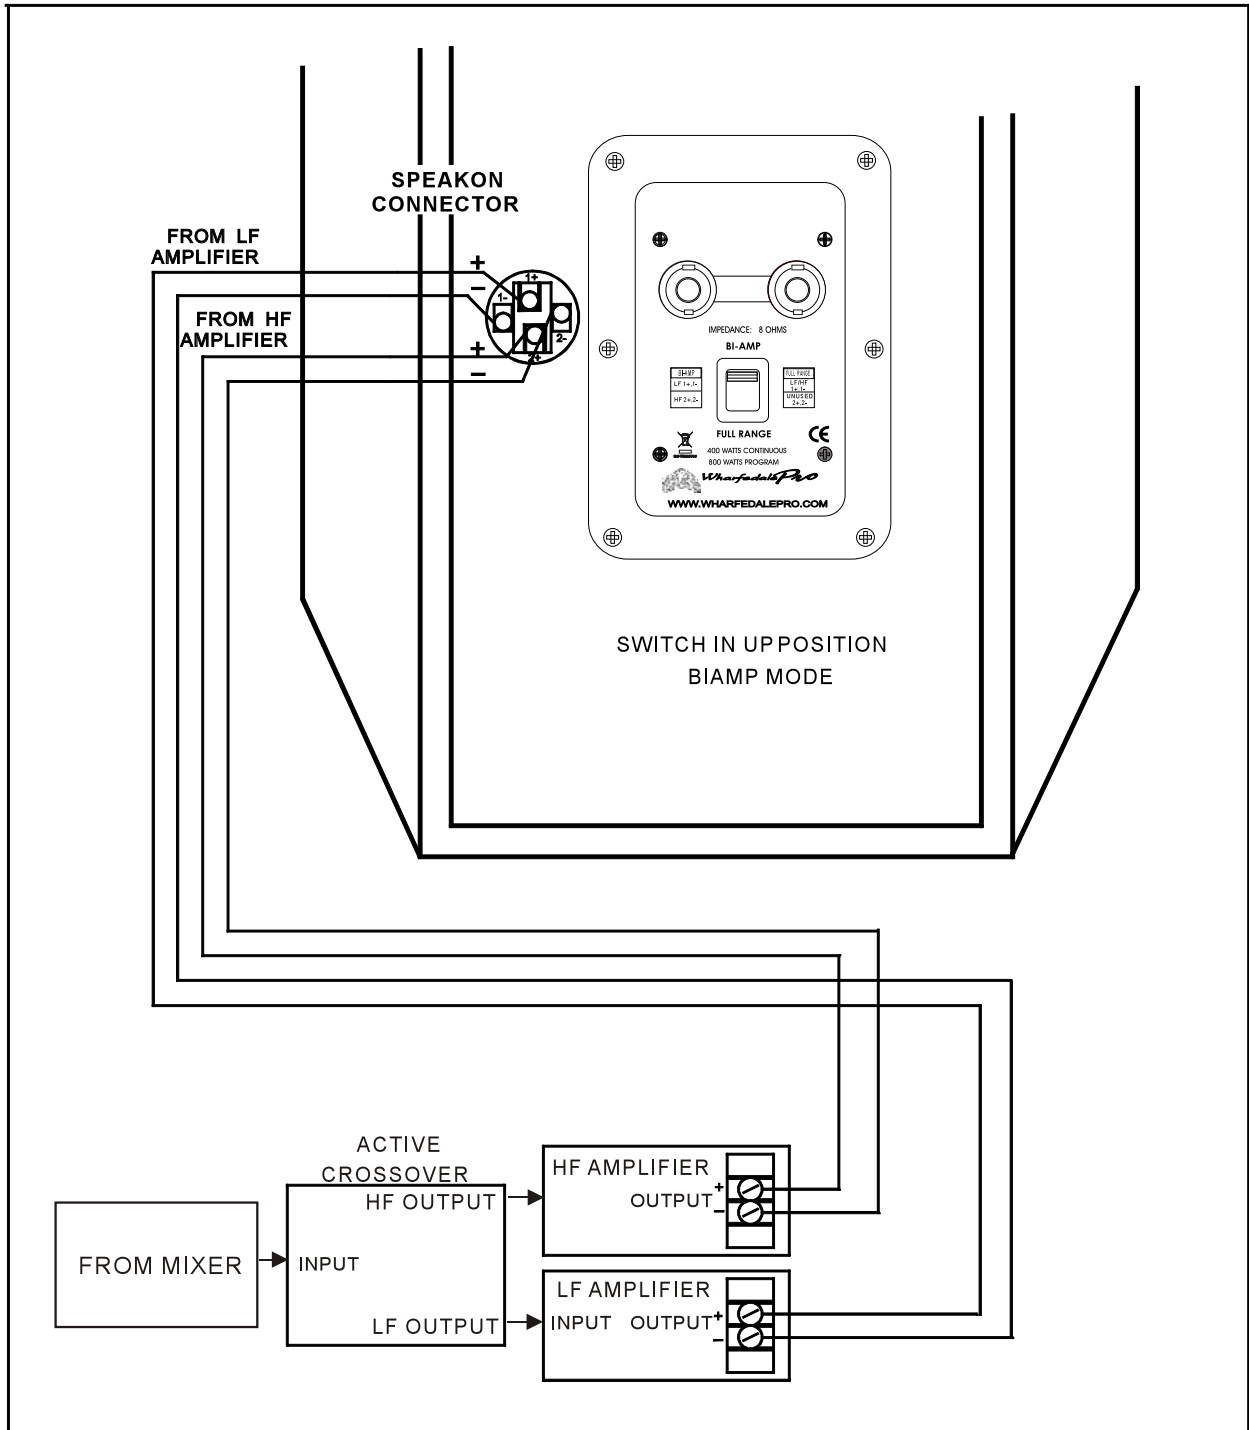 SPEAKON
CONNECTOR
FROM LF
AMPLIFIER
+
−
1+
1-
2-
2+
FROM HF
AMPLIFIER
+
−
IMPEDANCE: 8 OHMS
BI-AMP
BI-AMP
LF 1+,1-
HF 2+,2-
FULL RANGE
LF/HF
1+,1-
UNUSED
2+,2-
FULL RANGE
CE
400 WATTS CONTINUOUS
800 WATTS PROGRAM
Wharfedale Pro
WWW.WHARFEDALEPRO.COM
SWITCH IN UP POSITION
BIAMP MODE
ACTIVE
CROSSOVER
HF OUTPUT
INPUT
LF OUTPUT
FROM MIXER
HF AMPLIFIER
OUTPUT
+
−
LF AMPLIFIER
INPUT OUTPUT
+
−